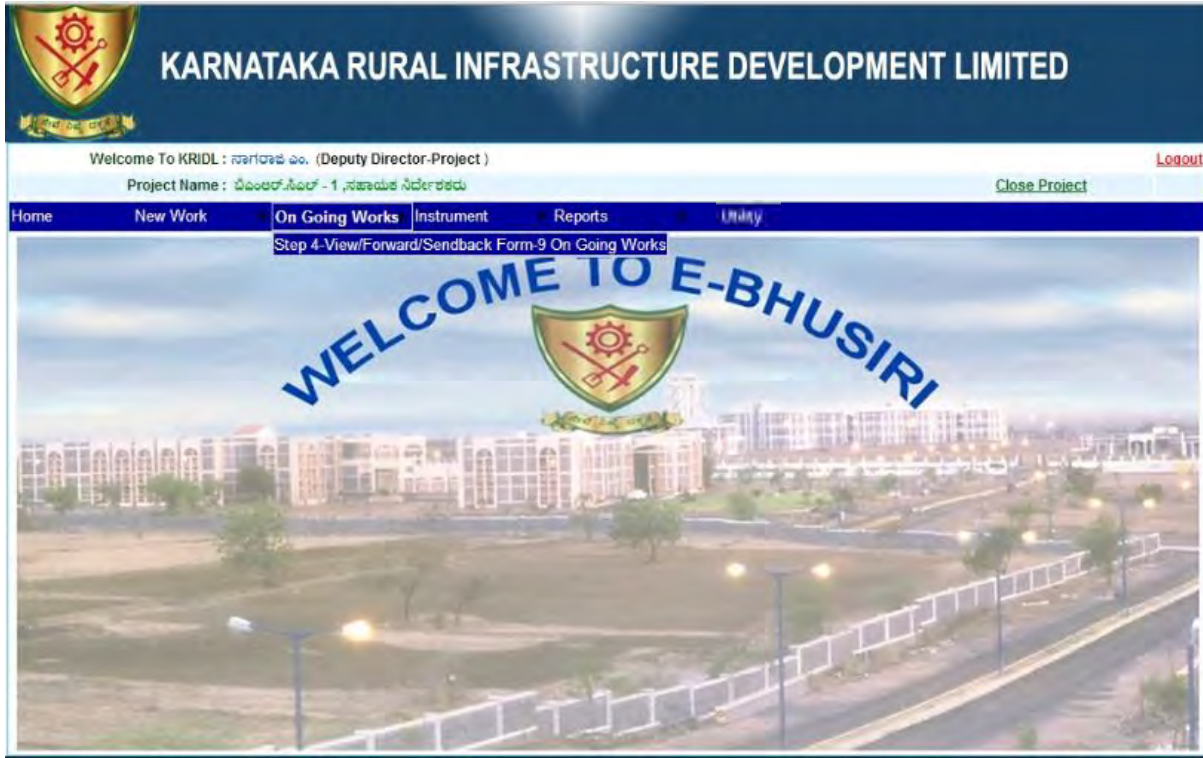 KARNATAKA RURAL INFRASTRUCTURE DEVELOPMENT LIMITED
Welcome To KRIDL : ನಾಗರಾಜ ಎಂ. (Deputy Director-Project ) Logout
Project Name : ಬಿಎಂಆರ್.ಸಿಎಲ್ - 1 ,ಸಹಾಯಕ ನಿರ್ದೇಶಕರು Close Project
Home New Work On Going Works Instrument Reports Utility
Step 4-View/Forward/Sendback Form-9 On Going Works
WELCOME TO E-BHUSIRI